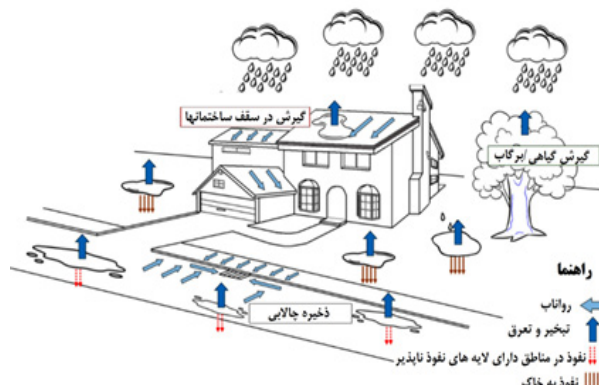 گیرش در سقف ساختمانها
گیرش گیاهی/برگاب
ذخیره چالابی
راهنما
رواناب
تبخیر و تعرق
نفوذ در مناطق دارای لایه های نفوذ ناپذیر
نفوذ به خاک